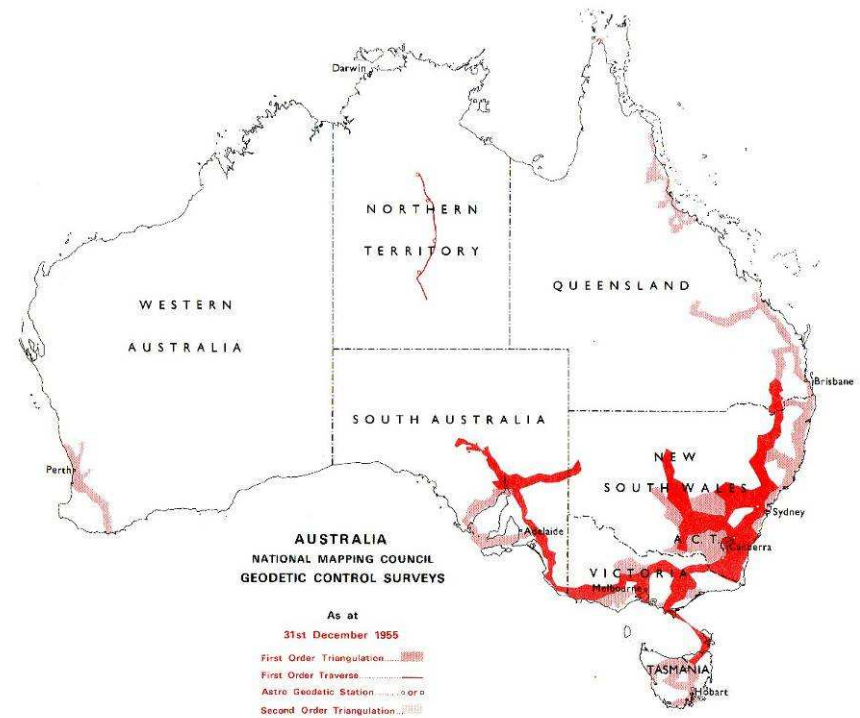 Darwin
NORTHERN
TERRITORY
QUEENSLAND
WESTERN
AUSTRALIA
Brisbane
SOUTH AUSTRALIA
NEW
SOUTH WALES
Perth
Sydney
Adelaide
A.C.T.
Canberra
VICTORIA
Melbourne
TASMANIA
Hobart
AUSTRALIA
NATIONAL MAPPING COUNCIL
GEODETIC CONTROL SURVEYS
As at
31st December 1955
First Order Triangulation
First Order Traverse
Astro Geodetic Station o or o
Second Order Triangulation